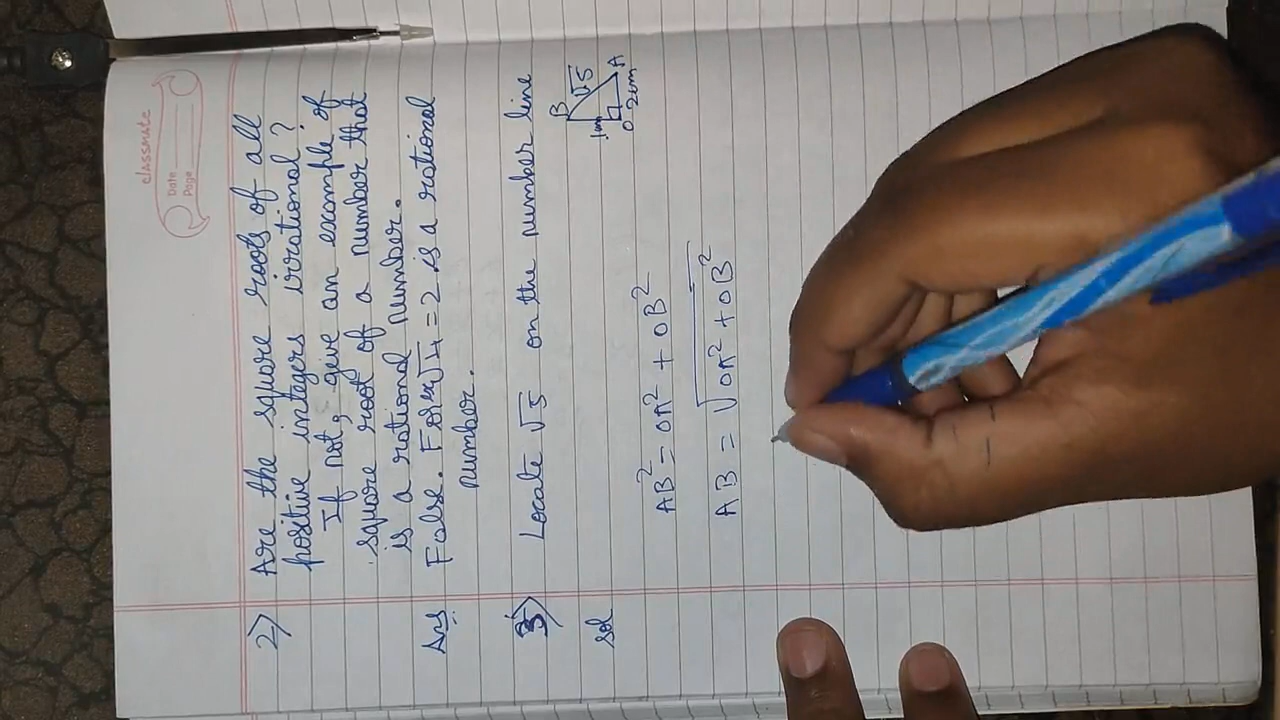 classmate
Date
Page
2) Are the square roots of all
positive integers irrational?
If not, give an example of
square root of a number that
is a rational number.
Ans False. For √4 = 2 is a rational
number.
3) Locate √5 on the number line
sol
B
√5
1cm
A
O 2cm
AB² = OA² + OB²
AB = √OA² + OB²